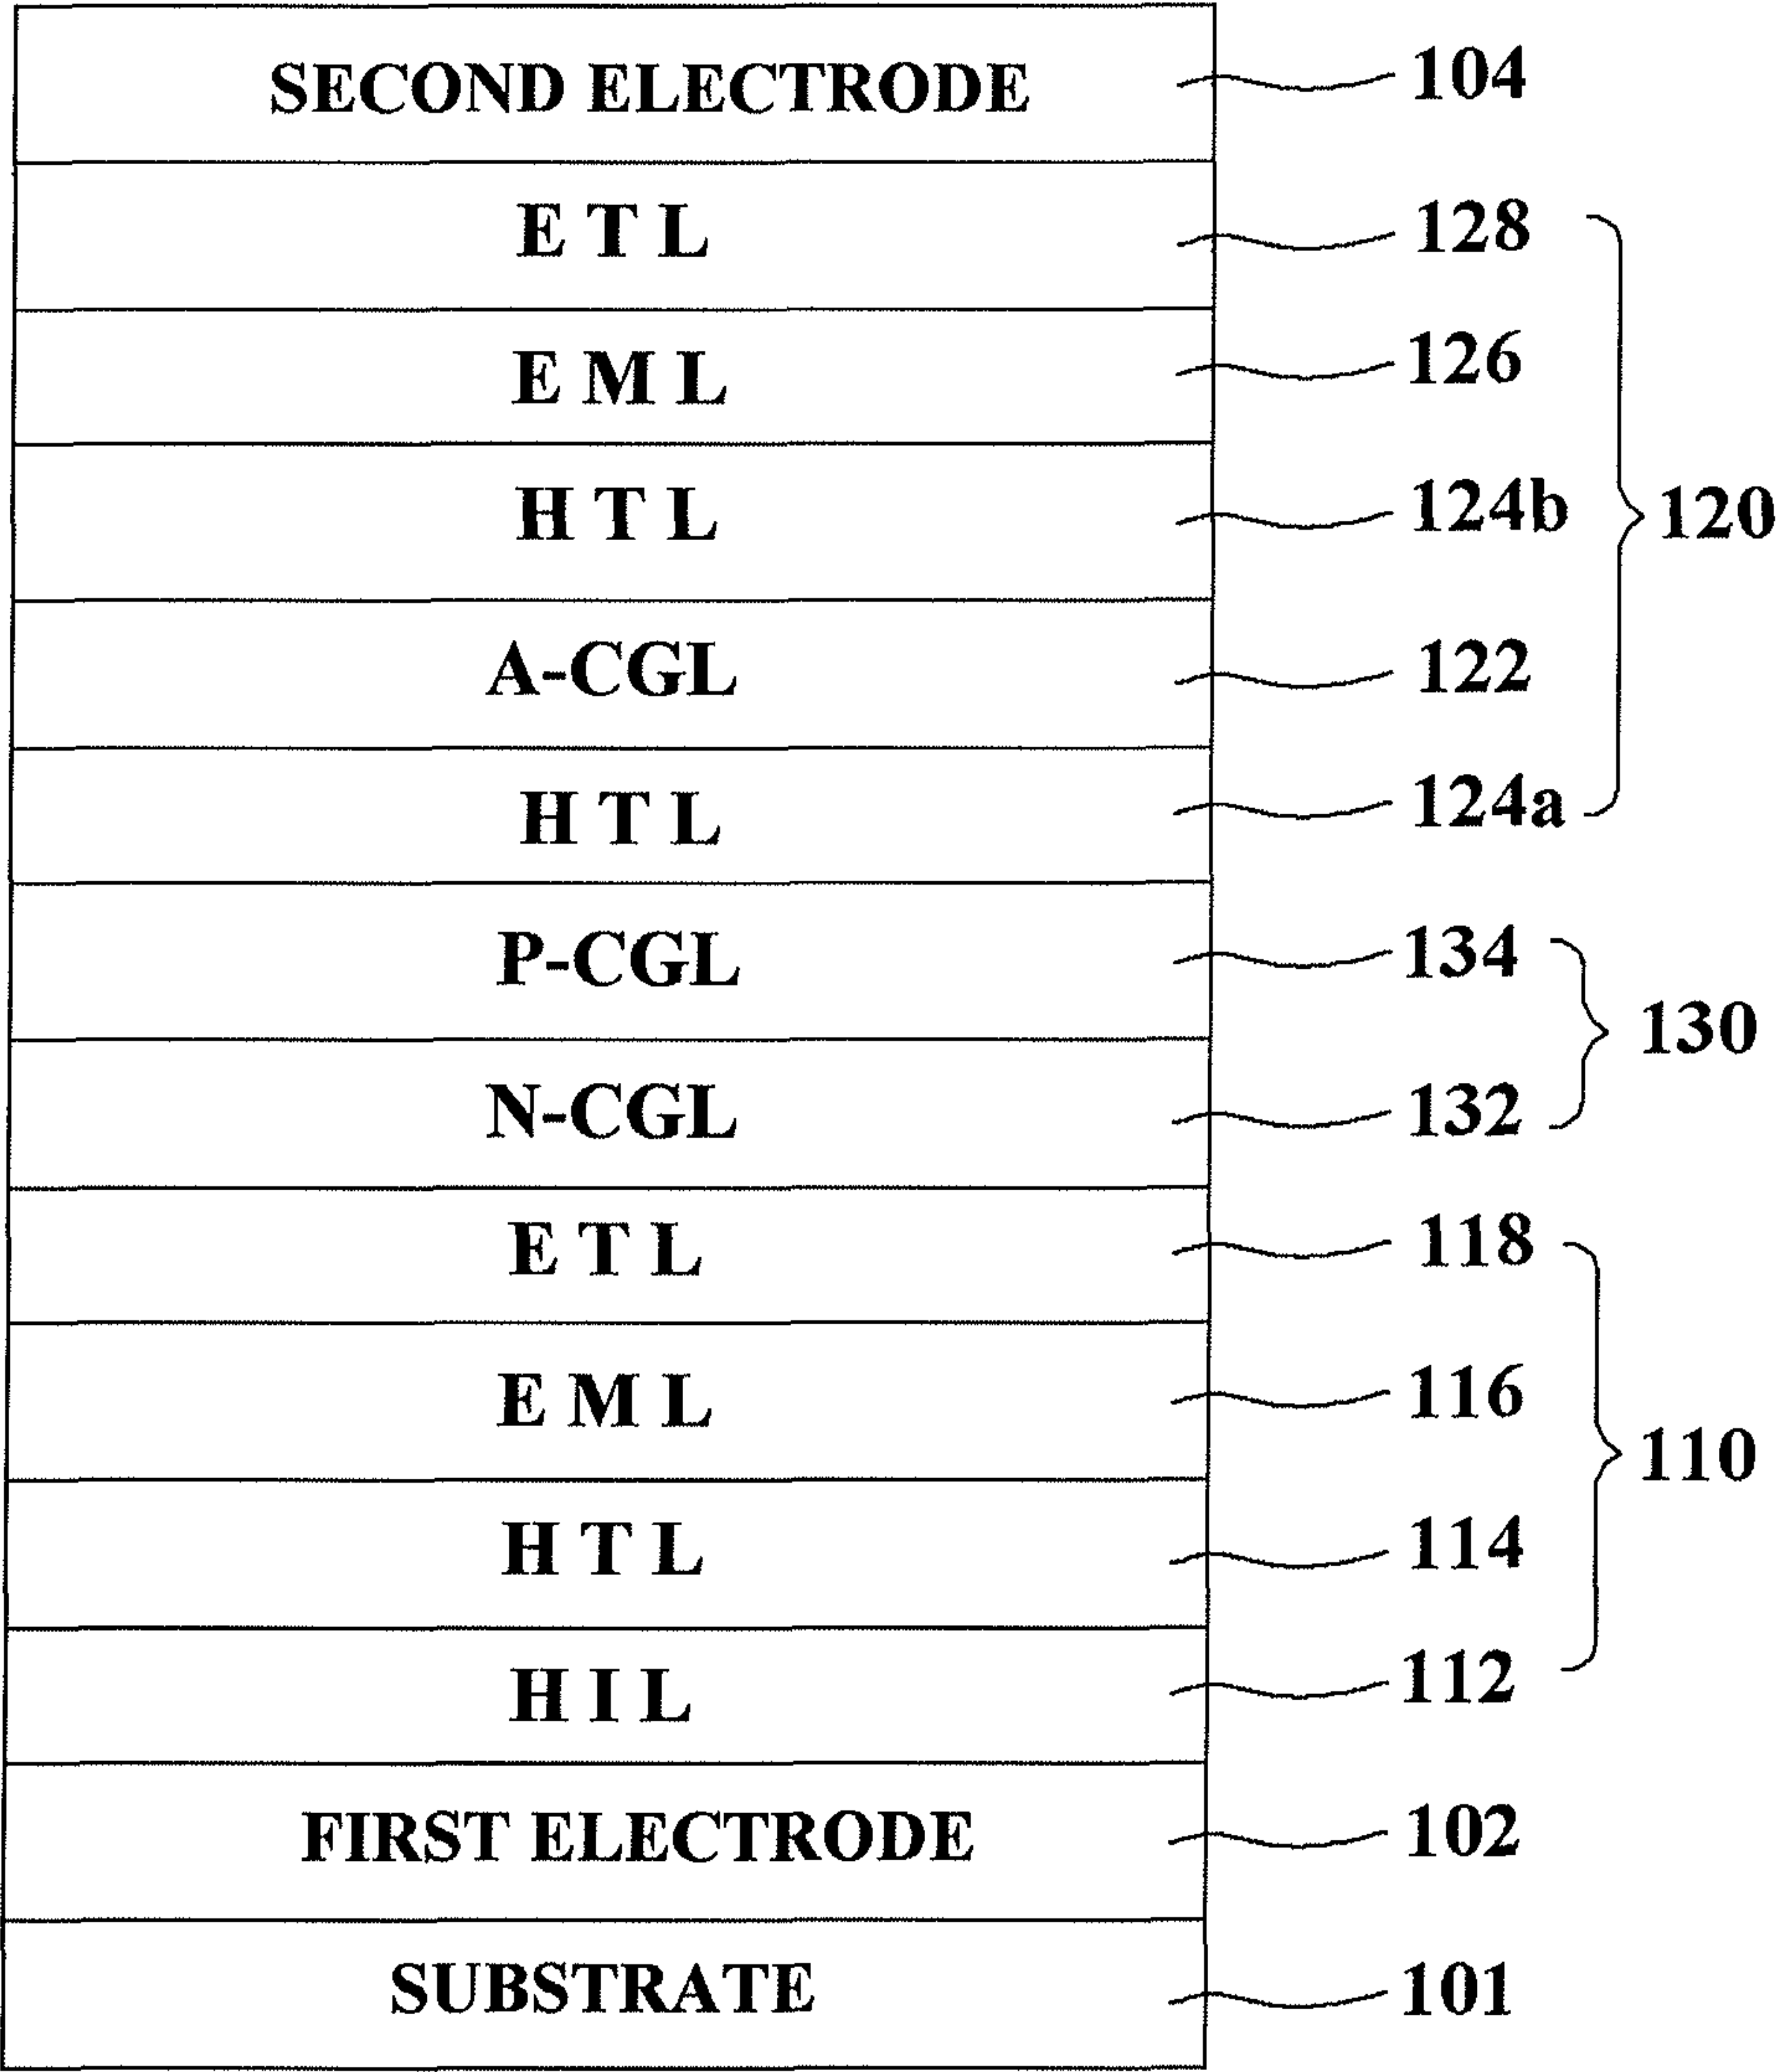 SECOND ELECTRODE 104
E T L 128
E M L 126
H T L 124b
120
A-CGL 122
H T L 124a
P-CGL 134
130
N-CGL 132
E T L 118
E M L 116
110
H T L 114
H I L 112
FIRST ELECTRODE 102
SUBSTRATE 101